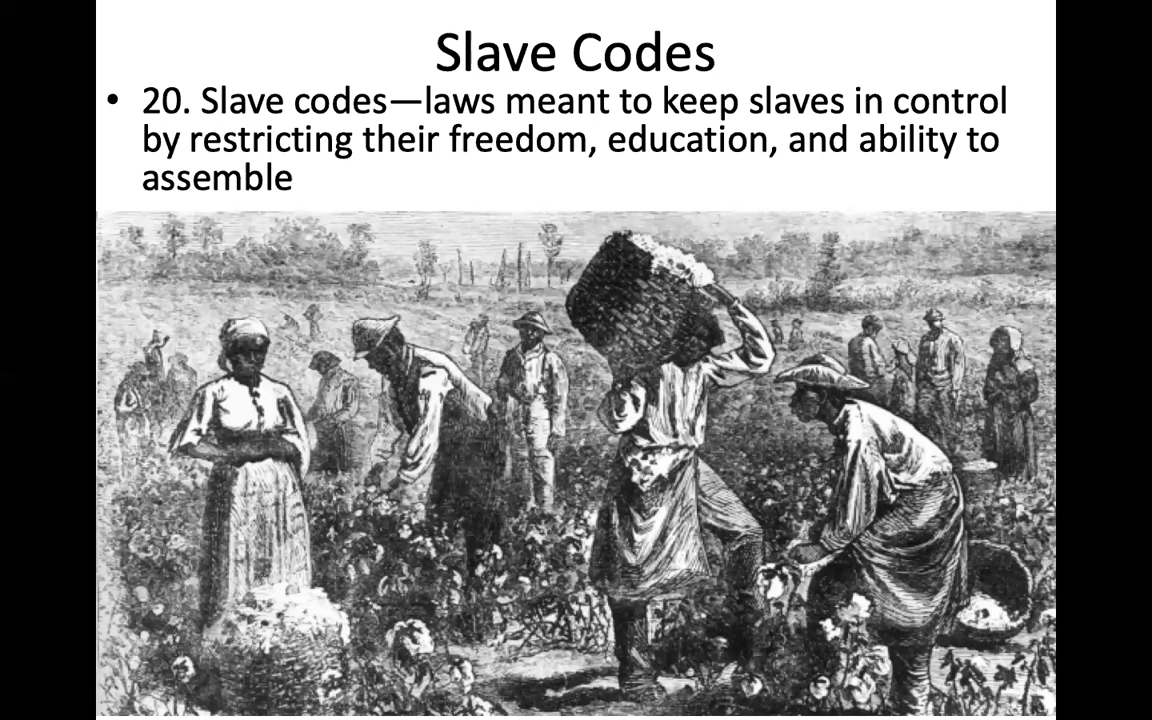 Slave Codes
• 20. Slave codes—laws meant to keep slaves in control
by restricting their freedom, education, and ability to
assemble